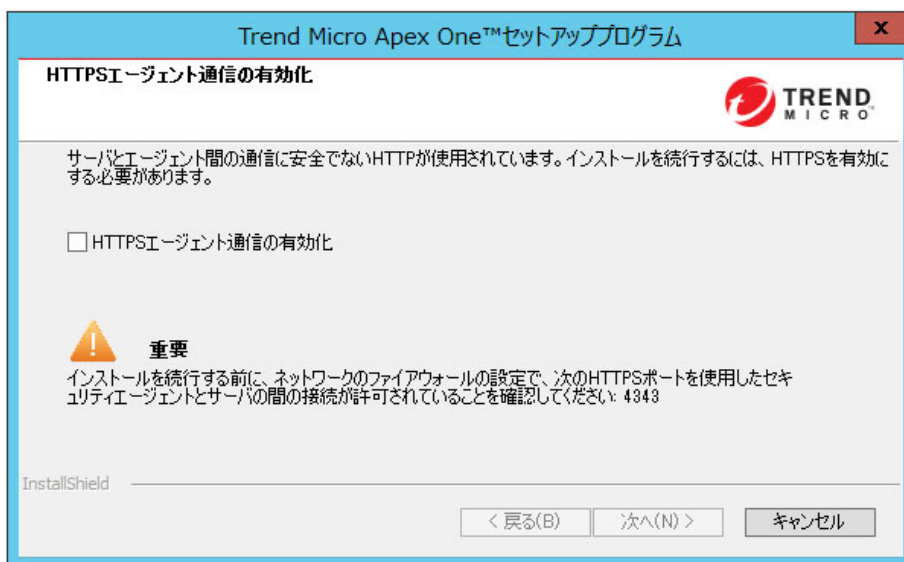 Trend Micro Apex One™セットアッププログラム
x
HTTPSエージェント通信の有効化
TREND
MICRO
サーバとエージェント間の通信に安全でないHTTPが使用されています。インストールを続行するには、HTTPSを有効に
する必要があります。
HTTPSエージェント通信の有効化
重要
インストールを続行する前に、ネットワークのファイアウォールの設定で、次のHTTPSポートを使用したセキ
ュリティエージェントとサーバの間の接続が許可されていることを確認してください: 4343
InstallShield
< 戻る(B)
次へ(N) >
キャンセル